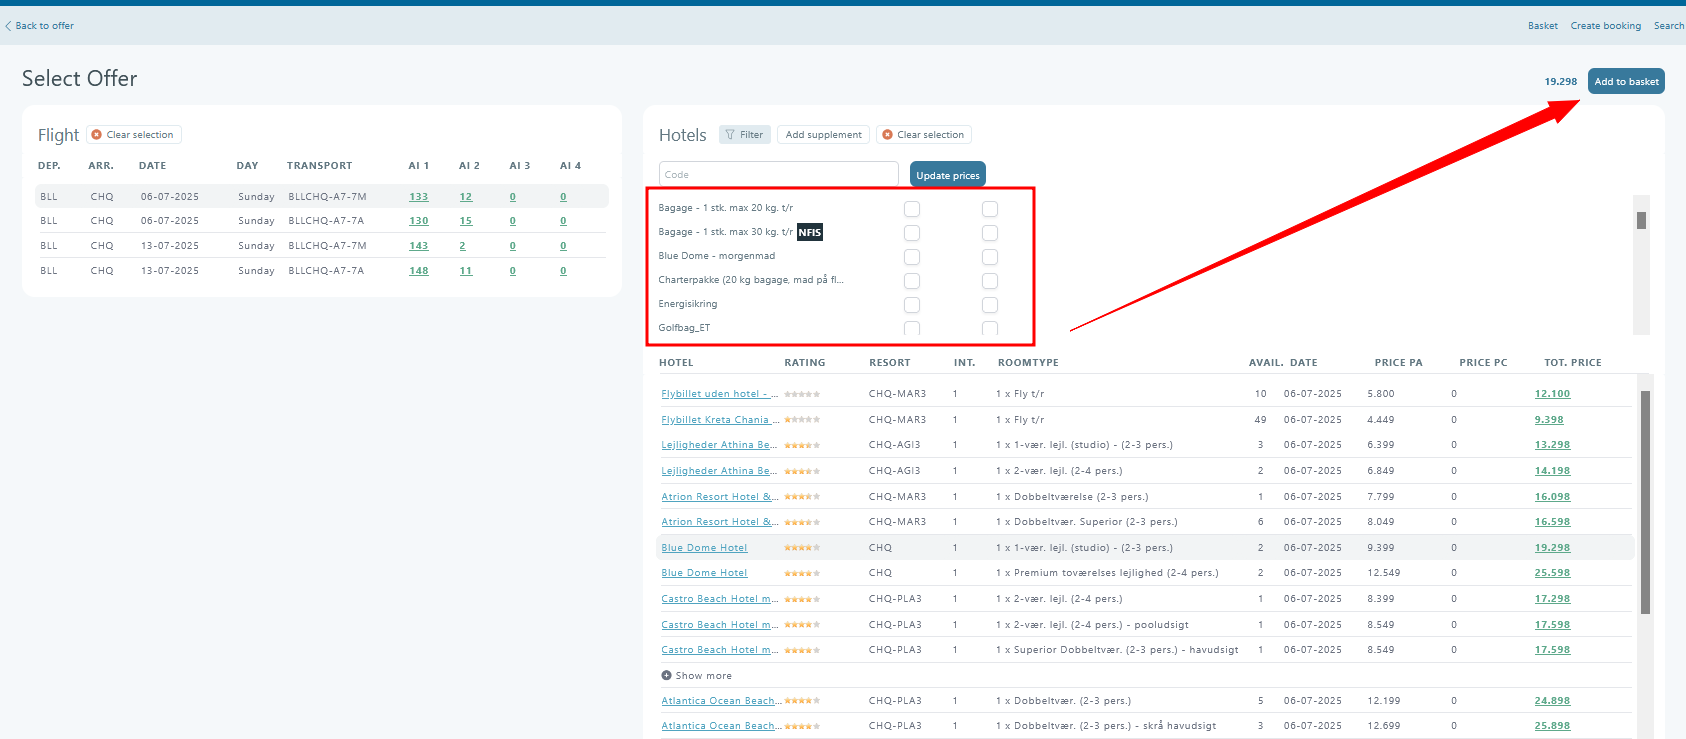 Back to offer
Basket Create booking Search
Select Offer
19.298 Add to basket
Flight Clear selection
DEP. ARR. DATE DAY TRANSPORT AI 1 AI 2 AI 3 AI 4
BLL CHQ 06-07-2025 Sunday BLLCHQ-A7-7M 133 12 0 0
BLL CHQ 06-07-2025 Sunday BLLCHQ-A7-7A 130 15 0 0
BLL CHQ 13-07-2025 Sunday BLLCHQ-A7-7M 143 2 0 0
BLL CHQ 13-07-2025 Sunday BLLCHQ-A7-7A 148 11 0 0
Hotels Filter Add supplement Clear selection
Code Update prices
Bagage - 1 stk. max 20 kg. t/r
Bagage - 1 stk. max 30 kg. t/r NFIS
Blue Dome - morgenmad
Charterpakke (20 kg bagage, mad på fl...
Energisikring
Golfbag_ET
HOTEL RATING RESORT INT. ROOMTYPE AVAIL. DATE PRICE PA PRICE PC TOT. PRICE
Flybillet uden hotel - ... CHQ-MAR3 1 1 x Fly t/r 10 06-07-2025 5.800 0 12.100
Flybillet Kreta Chania ... CHQ-MAR3 1 1 x Fly t/r 49 06-07-2025 4.449 0 9.398
Lejligheder Athina Be... CHQ-AGI3 1 1 x 1-vær. lejl. (studio) - (2-3 pers.) 3 06-07-2025 6.399 0 13.298
Lejligheder Athina Be... CHQ-AGI3 1 1 x 2-vær. lejl. (2-4 pers.) 2 06-07-2025 6.849 0 14.198
Atrion Resort Hotel &... CHQ-MAR3 1 1 x Dobbeltværelse (2-3 pers.) 1 06-07-2025 7.799 0 16.098
Atrion Resort Hotel &... CHQ-MAR3 1 1 x Dobbeltvær. Superior (2-3 pers.) 6 06-07-2025 8.049 0 16.598
Blue Dome Hotel CHQ 1 1 x 1-vær. lejl. (studio) - (2-3 pers.) 2 06-07-2025 9.399 0 19.298
Blue Dome Hotel CHQ 1 1 x Premium toværelses lejlighed (2-4 pers.) 2 06-07-2025 12.549 0 25.598
Castro Beach Hotel m... CHQ-PLA3 1 1 x 2-vær. lejl. (2-4 pers.) 1 06-07-2025 8.399 0 17.298
Castro Beach Hotel m... CHQ-PLA3 1 1 x 2-vær. lejl. (2-4 pers.) - pooludsigt 1 06-07-2025 8.549 0 17.598
Castro Beach Hotel m... CHQ-PLA3 1 1 x Superior Dobbeltvær. (2-3 pers.) - havudsigt 1 06-07-2025 8.549 0 17.598
Show more
Atlantica Ocean Beach... CHQ-PLA3 1 1 x Dobbeltvær. (2-3 pers.) 5 06-07-2025 12.199 0 24.898
Atlantica Ocean Beach... CHQ-PLA3 1 1 x Dobbeltvær. (2-3 pers.) - skrå havudsigt 3 06-07-2025 12.699 0 25.898